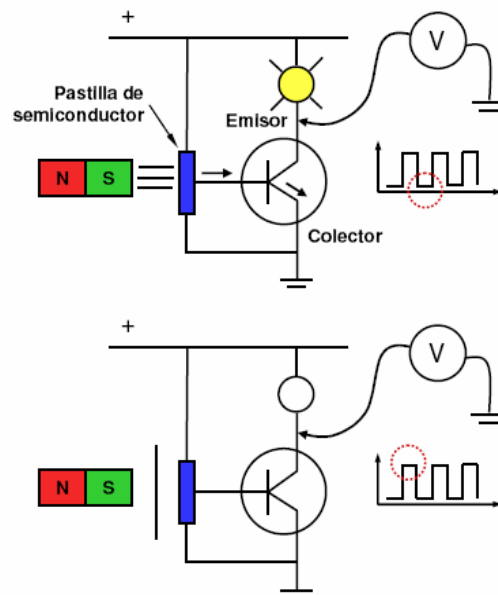 +
V
Pastilla de
semiconductor
Emisor
N S
Colector
+
V
N S